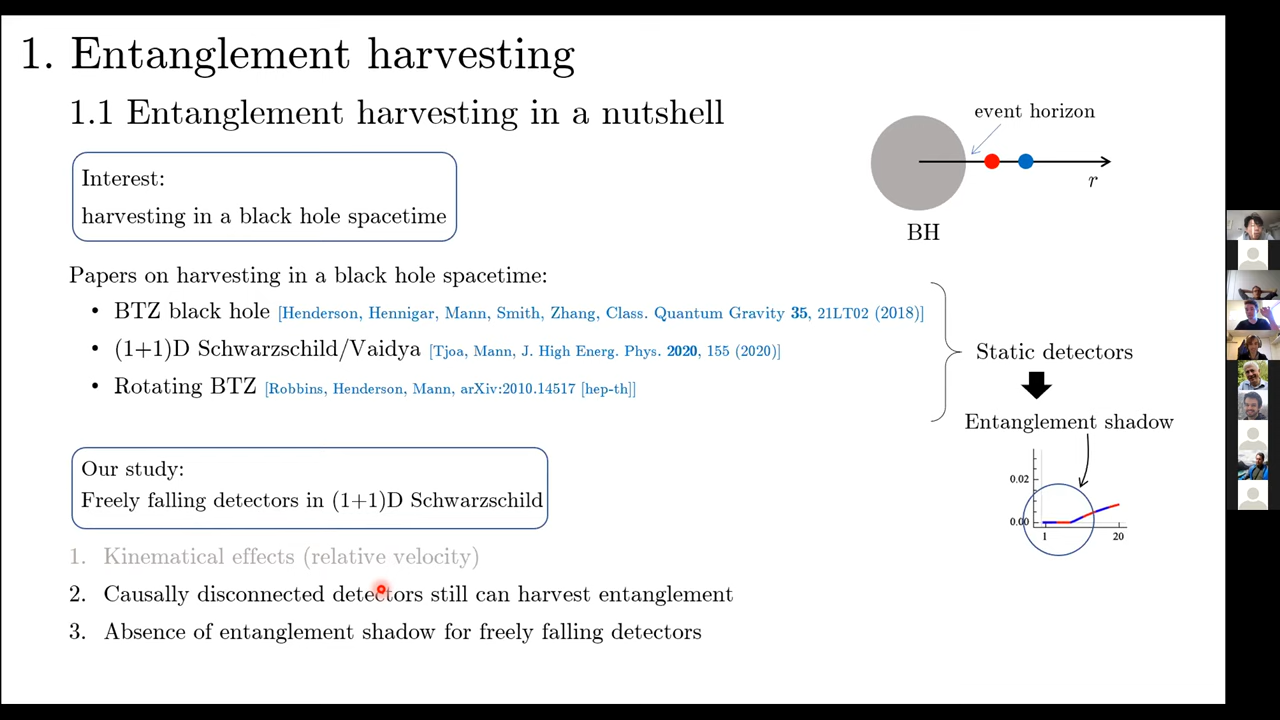 1. Entanglement harvesting
1.1 Entanglement harvesting in a nutshell
event horizon
r
BH
Interest:
harvesting in a black hole spacetime
Papers on harvesting in a black hole spacetime:
• BTZ black hole [Henderson, Hennigar, Mann, Smith, Zhang, Class. Quantum Gravity 35, 21LT02 (2018)]
• (1+1)D Schwarzschild/Vaidya [Tjoa, Mann, J. High Energ. Phys. 2020, 155 (2020)]
• Rotating BTZ [Robbins, Henderson, Mann, arXiv:2010.14517 [hep-th]]
Static detectors
Entanglement shadow
0.02
0.00
1 20
Our study:
Freely falling detectors in (1+1)D Schwarzschild
1. Kinematical effects (relative velocity)
2. Causally disconnected detectors still can harvest entanglement
3. Absence of entanglement shadow for freely falling detectors